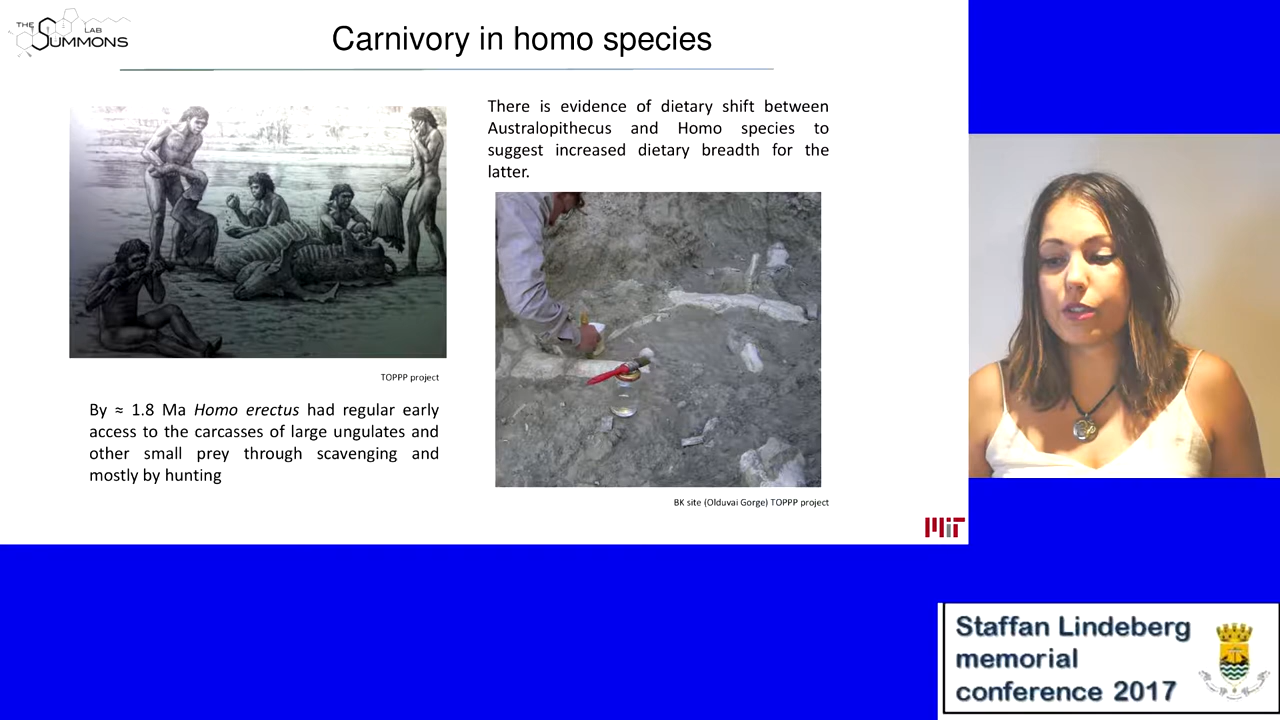 THE
LAB
SUMMONS
Carnivory in homo species
There is evidence of dietary shift between
Australopithecus and Homo species to
suggest increased dietary breadth for the
latter.
TOPPP project
By ≈ 1.8 Ma Homo erectus had regular early
access to the carcasses of large ungulates and
other small prey through scavenging and
mostly by hunting
BK site (Olduvai Gorge) TOPPP project
MiT
Staffan Lindeberg
memorial
conference 2017